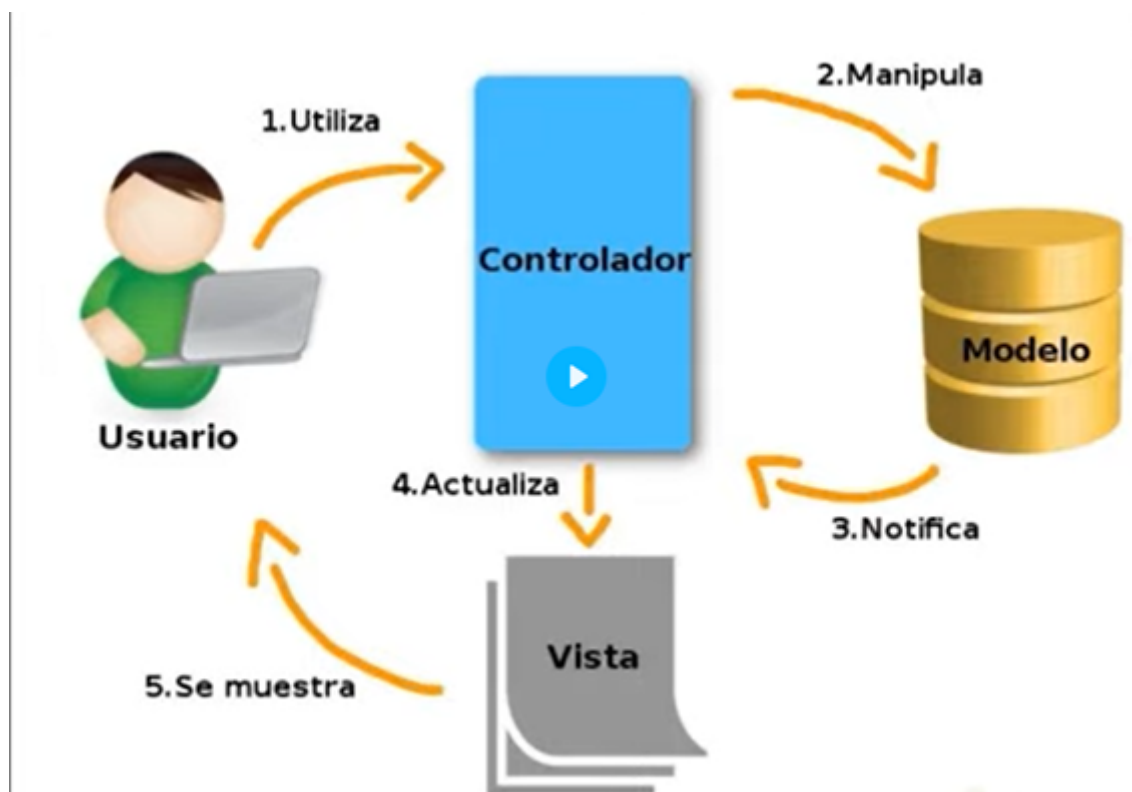 1.Utiliza
2.Manipula
Controlador
Modelo
Usuario
4.Actualiza
3.Notifica
Vista
5.Se muestra